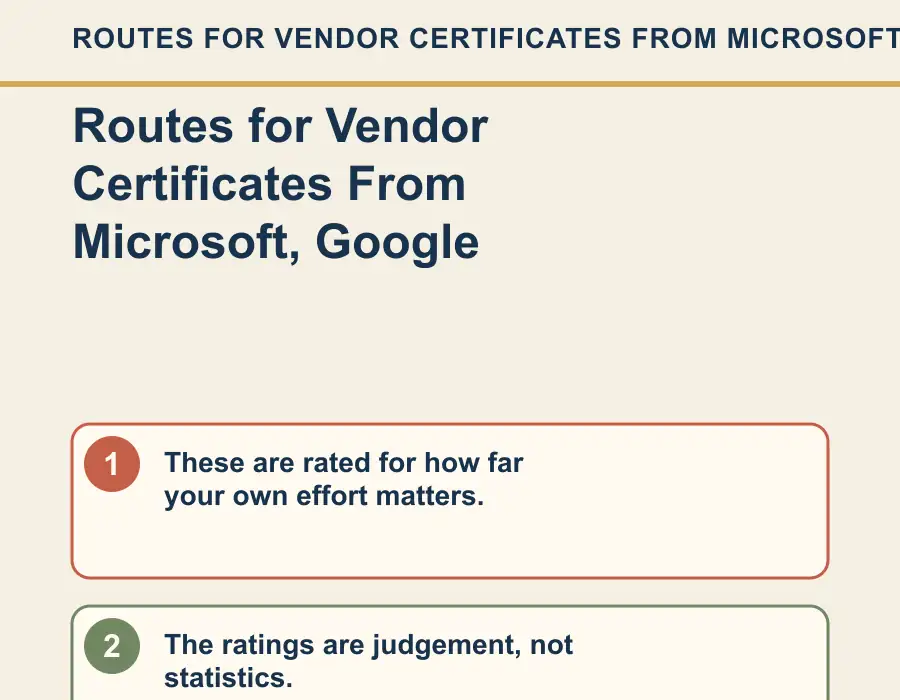 ROUTES FOR VENDOR CERTIFICATES FROM MICROSOFT
Routes for Vendor
Certificates From
Microsoft, Google
1
These are rated for how far
your own effort matters.
2
The ratings are judgement, not
statistics.